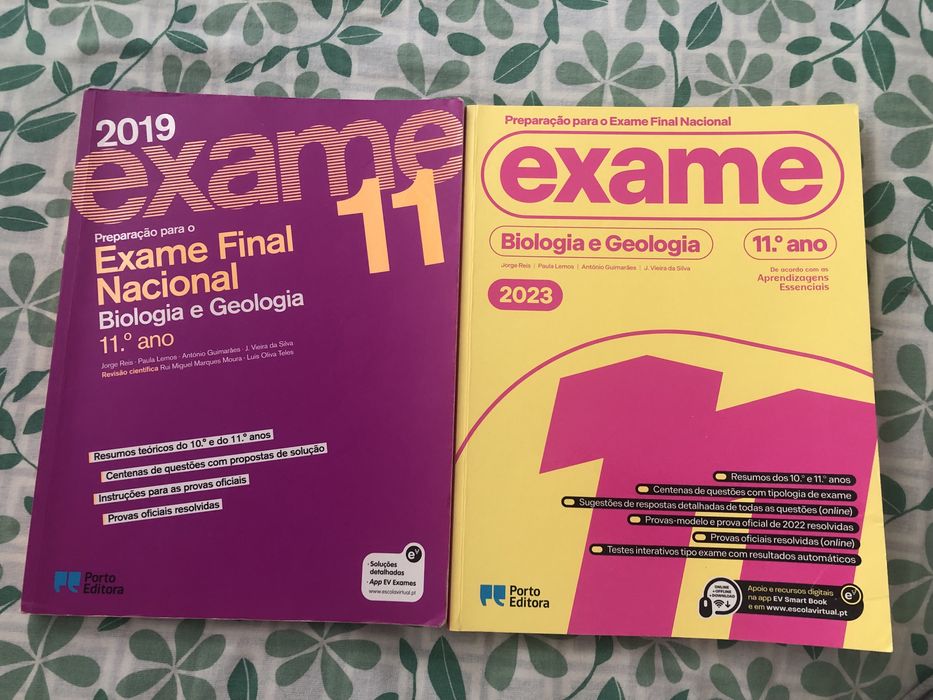 2019
exame
11
Preparação para o
Exame Final
Nacional
Biologia e Geologia
11.º ano
Jorge Reis · Paula Lemos · António Guimarães · J. Vieira da Silva
Revisão científica Rui Miguel Marques Moura · Luis Oliva Teles
Resumos teóricos do 10.º e do 11.º anos
Centenas de questões com propostas de solução
Instruções para as provas oficiais
Provas oficiais resolvidas
· Soluções
detalhadas
· App EV Exames
www.escolavirtual.pt
ev
Porto
Editora
Preparação para o Exame Final Nacional
exame
Biologia e Geologia
11.º ano
Jorge Reis | Paula Lemos | António Guimarães | J. Vieira da Silva
De acordo com as
Aprendizagens
Essenciais
2023
11
Resumos dos 10.º e 11.º anos
Centenas de questões com tipologia de exame
Sugestões de respostas detalhadas de todas as questões (online)
Provas-modelo e prova oficial de 2022 resolvidas
Provas oficiais resolvidas (online)
Testes interativos tipo exame com resultados automáticos
Porto
Editora
ONLINE
+OFFLINE
+DOWNLOAD
Apoio e recursos digitais
na app EV Smart Book
e em www.escolavirtual.pt
ev